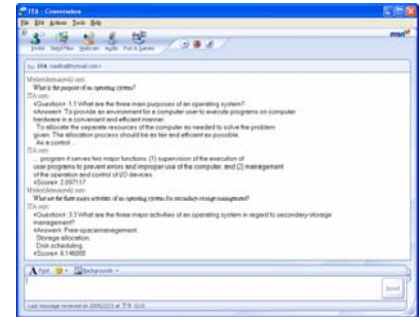 ITA - Conversation
File Edit Actions Tools Help
msn
Invite Send Files Webcam Audio Fun & Games
To: ITA
says:
What is the purpose of an operating system?
ITA says:
<Question> 1.1 What are the three main purposes of an operating system?
<Answer> To provide an environment for a computer user to execute programs on computer
hardware in a convenient and efficient manner.
To allocate the separate resources of the computer as needed to solve the problem
given. The allocation process should be as fair and efficient as possible.
As a control...
ITA says:
... program it serves two major functions: (1) supervision of the execution of
user programs to prevent errors and improper use of the computer, and (2) management
of the operation and control of I/O devices.
<Score> 2.097117
says:
What are the three major activities of an operating system for secondary storage management?
ITA says:
<Question> 3.3 What are the three major activities of an operating system in regard to secondary-storage
management?
<Answer> Free-space management.
Storage allocation.
Disk scheduling.
<Score> 6.146000
Font Backgrounds
Send
Last message received on